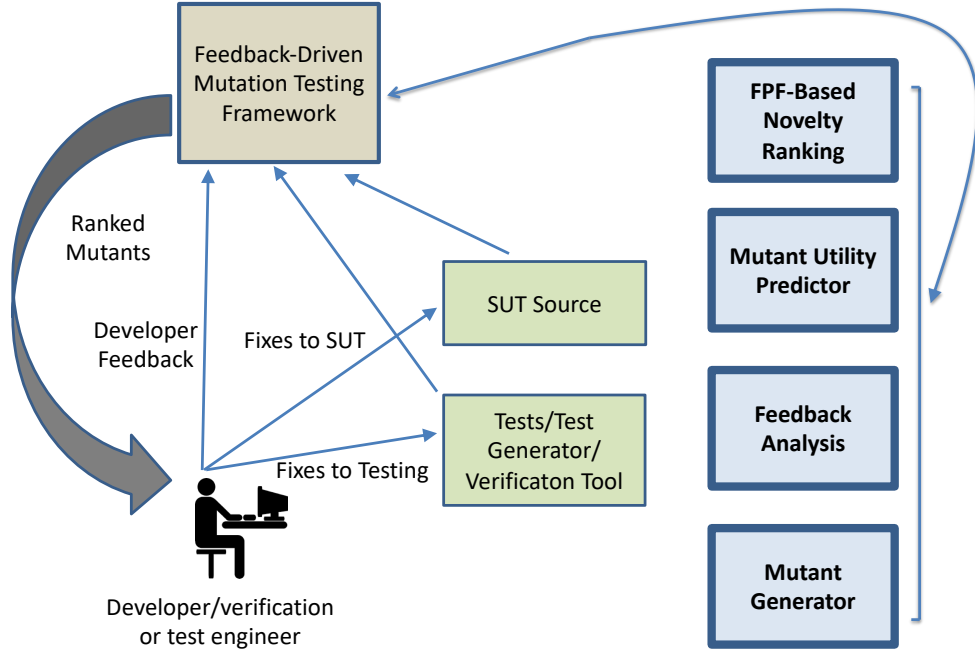 Feedback-Driven
Mutation Testing
Framework
FPF-Based
Novelty
Ranking
Ranked
Mutants
Mutant Utility
Predictor
SUT Source
Developer
Feedback
Fixes to SUT
Tests/Test
Generator/
Verificaton Tool
Feedback
Analysis
Fixes to Testing
Mutant
Generator
Developer/verification
or test engineer